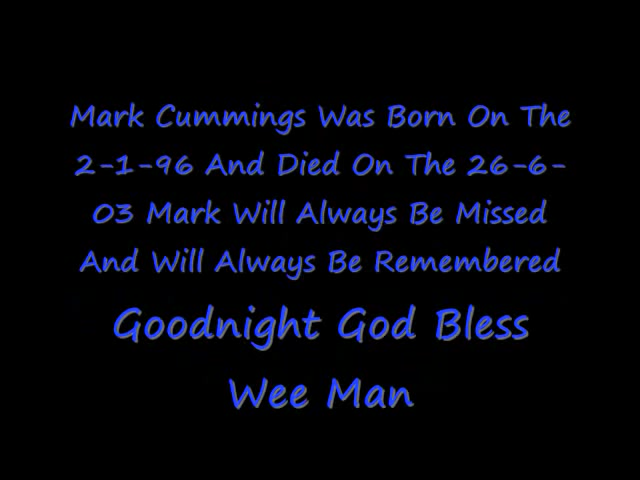 Mark Cummings Was Born On The
2-1-96 And Died On The 26-6-
03 Mark Will Always Be Missed
And Will Always Be Remembered
Goodnight God Bless
Wee Man